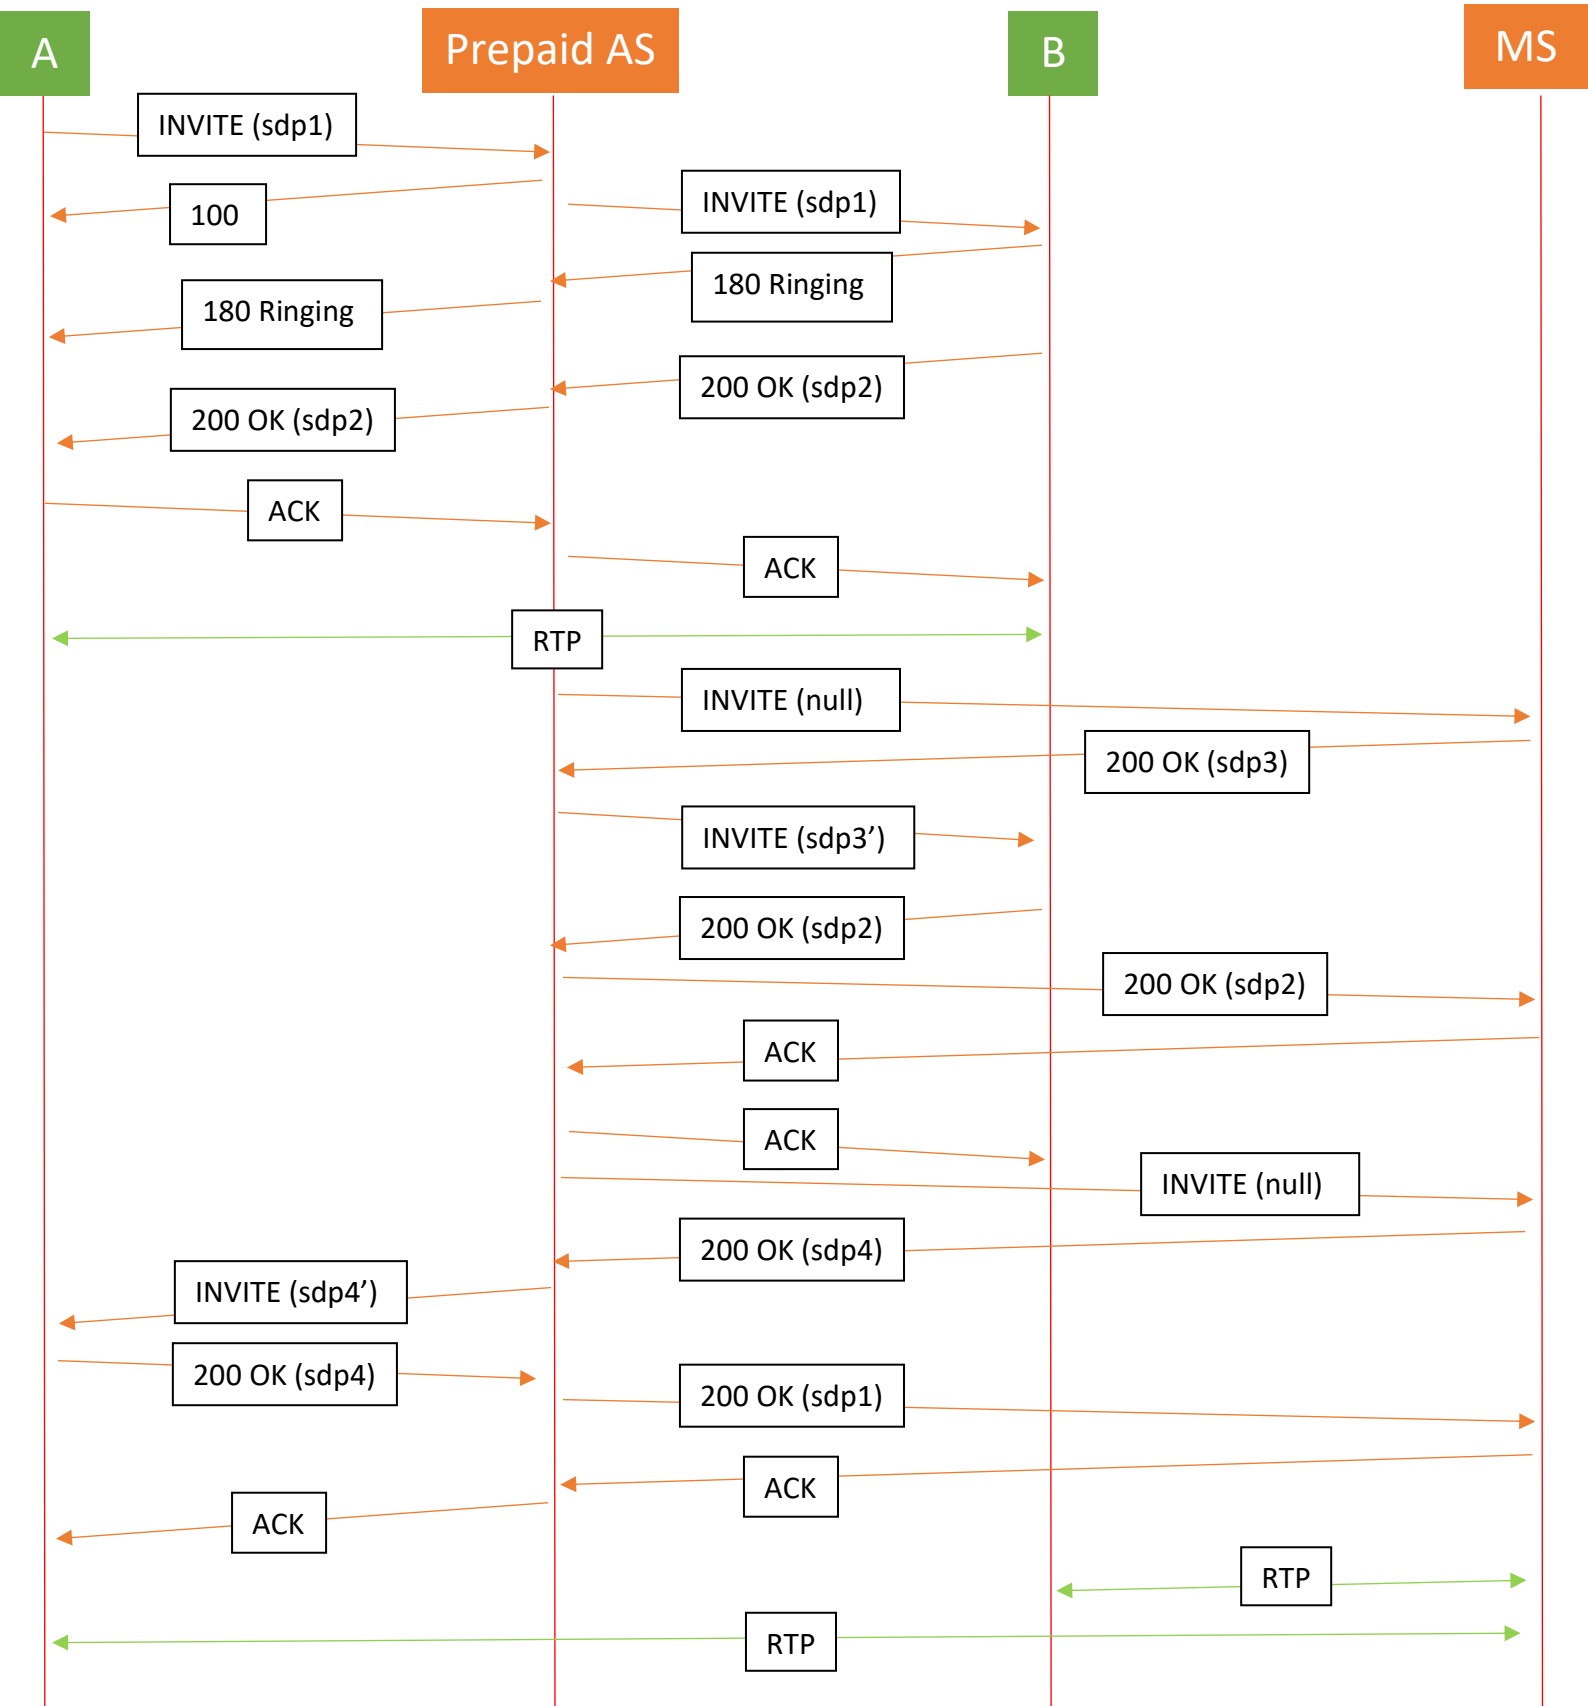 A
Prepaid AS
B
MS
INVITE (sdp1)
100
INVITE (sdp1)
180 Ringing
180 Ringing
200 OK (sdp2)
200 OK (sdp2)
ACK
ACK
RTP
INVITE (null)
200 OK (sdp3)
INVITE (sdp3’)
200 OK (sdp2)
200 OK (sdp2)
ACK
ACK
INVITE (null)
200 OK (sdp4)
INVITE (sdp4’)
200 OK (sdp4)
200 OK (sdp1)
ACK
ACK
RTP
RTP